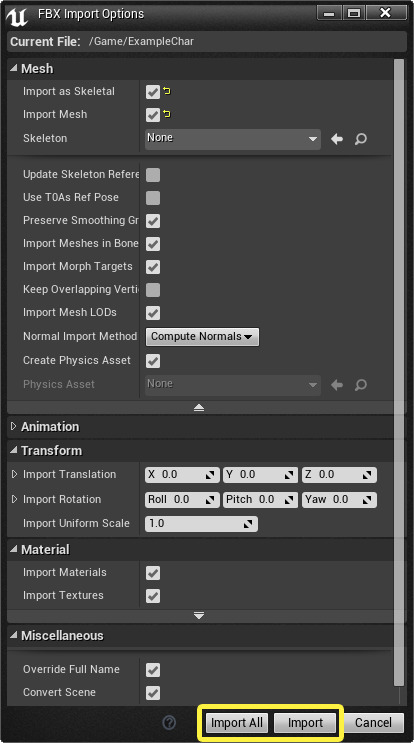 FBX Import Options
Current File: /Game/ExampleChar
Mesh
Import as Skeletal
Import Mesh
Skeleton None
Update Skeleton Refere
Use T0As Ref Pose
Preserve Smoothing Gr
Import Meshes in Bone
Import Morph Targets
Keep Overlapping Verti
Import Mesh LODs
Normal Import Method Compute Normals
Create Physics Asset
Physics Asset None
Animation
Transform
Import Translation X 0.0 Y 0.0 Z 0.0
Import Rotation Roll 0.0 Pitch 0.0 Yaw 0.0
Import Uniform Scale 1.0
Material
Import Materials
Import Textures
Miscellaneous
Override Full Name
Convert Scene
? Import All Import Cancel